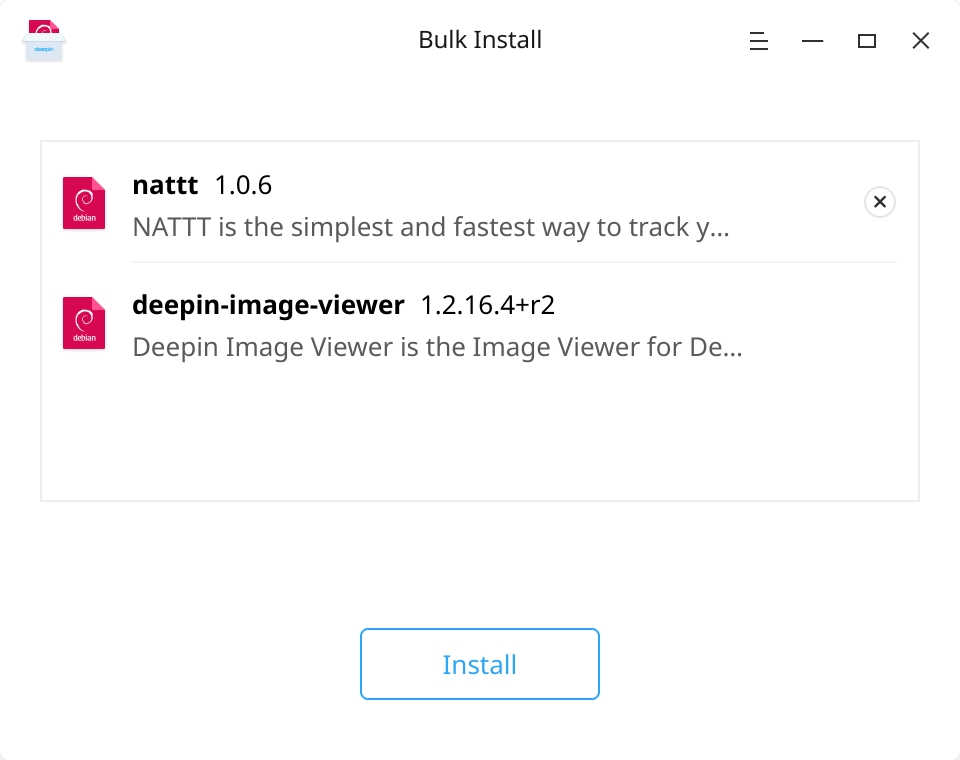 deepin
Bulk Install
nattt 1.0.6
NATTT is the simplest and fastest way to track y...
debian
deepin-image-viewer 1.2.16.4+r2
Deepin Image Viewer is the Image Viewer for De...
debian
Install